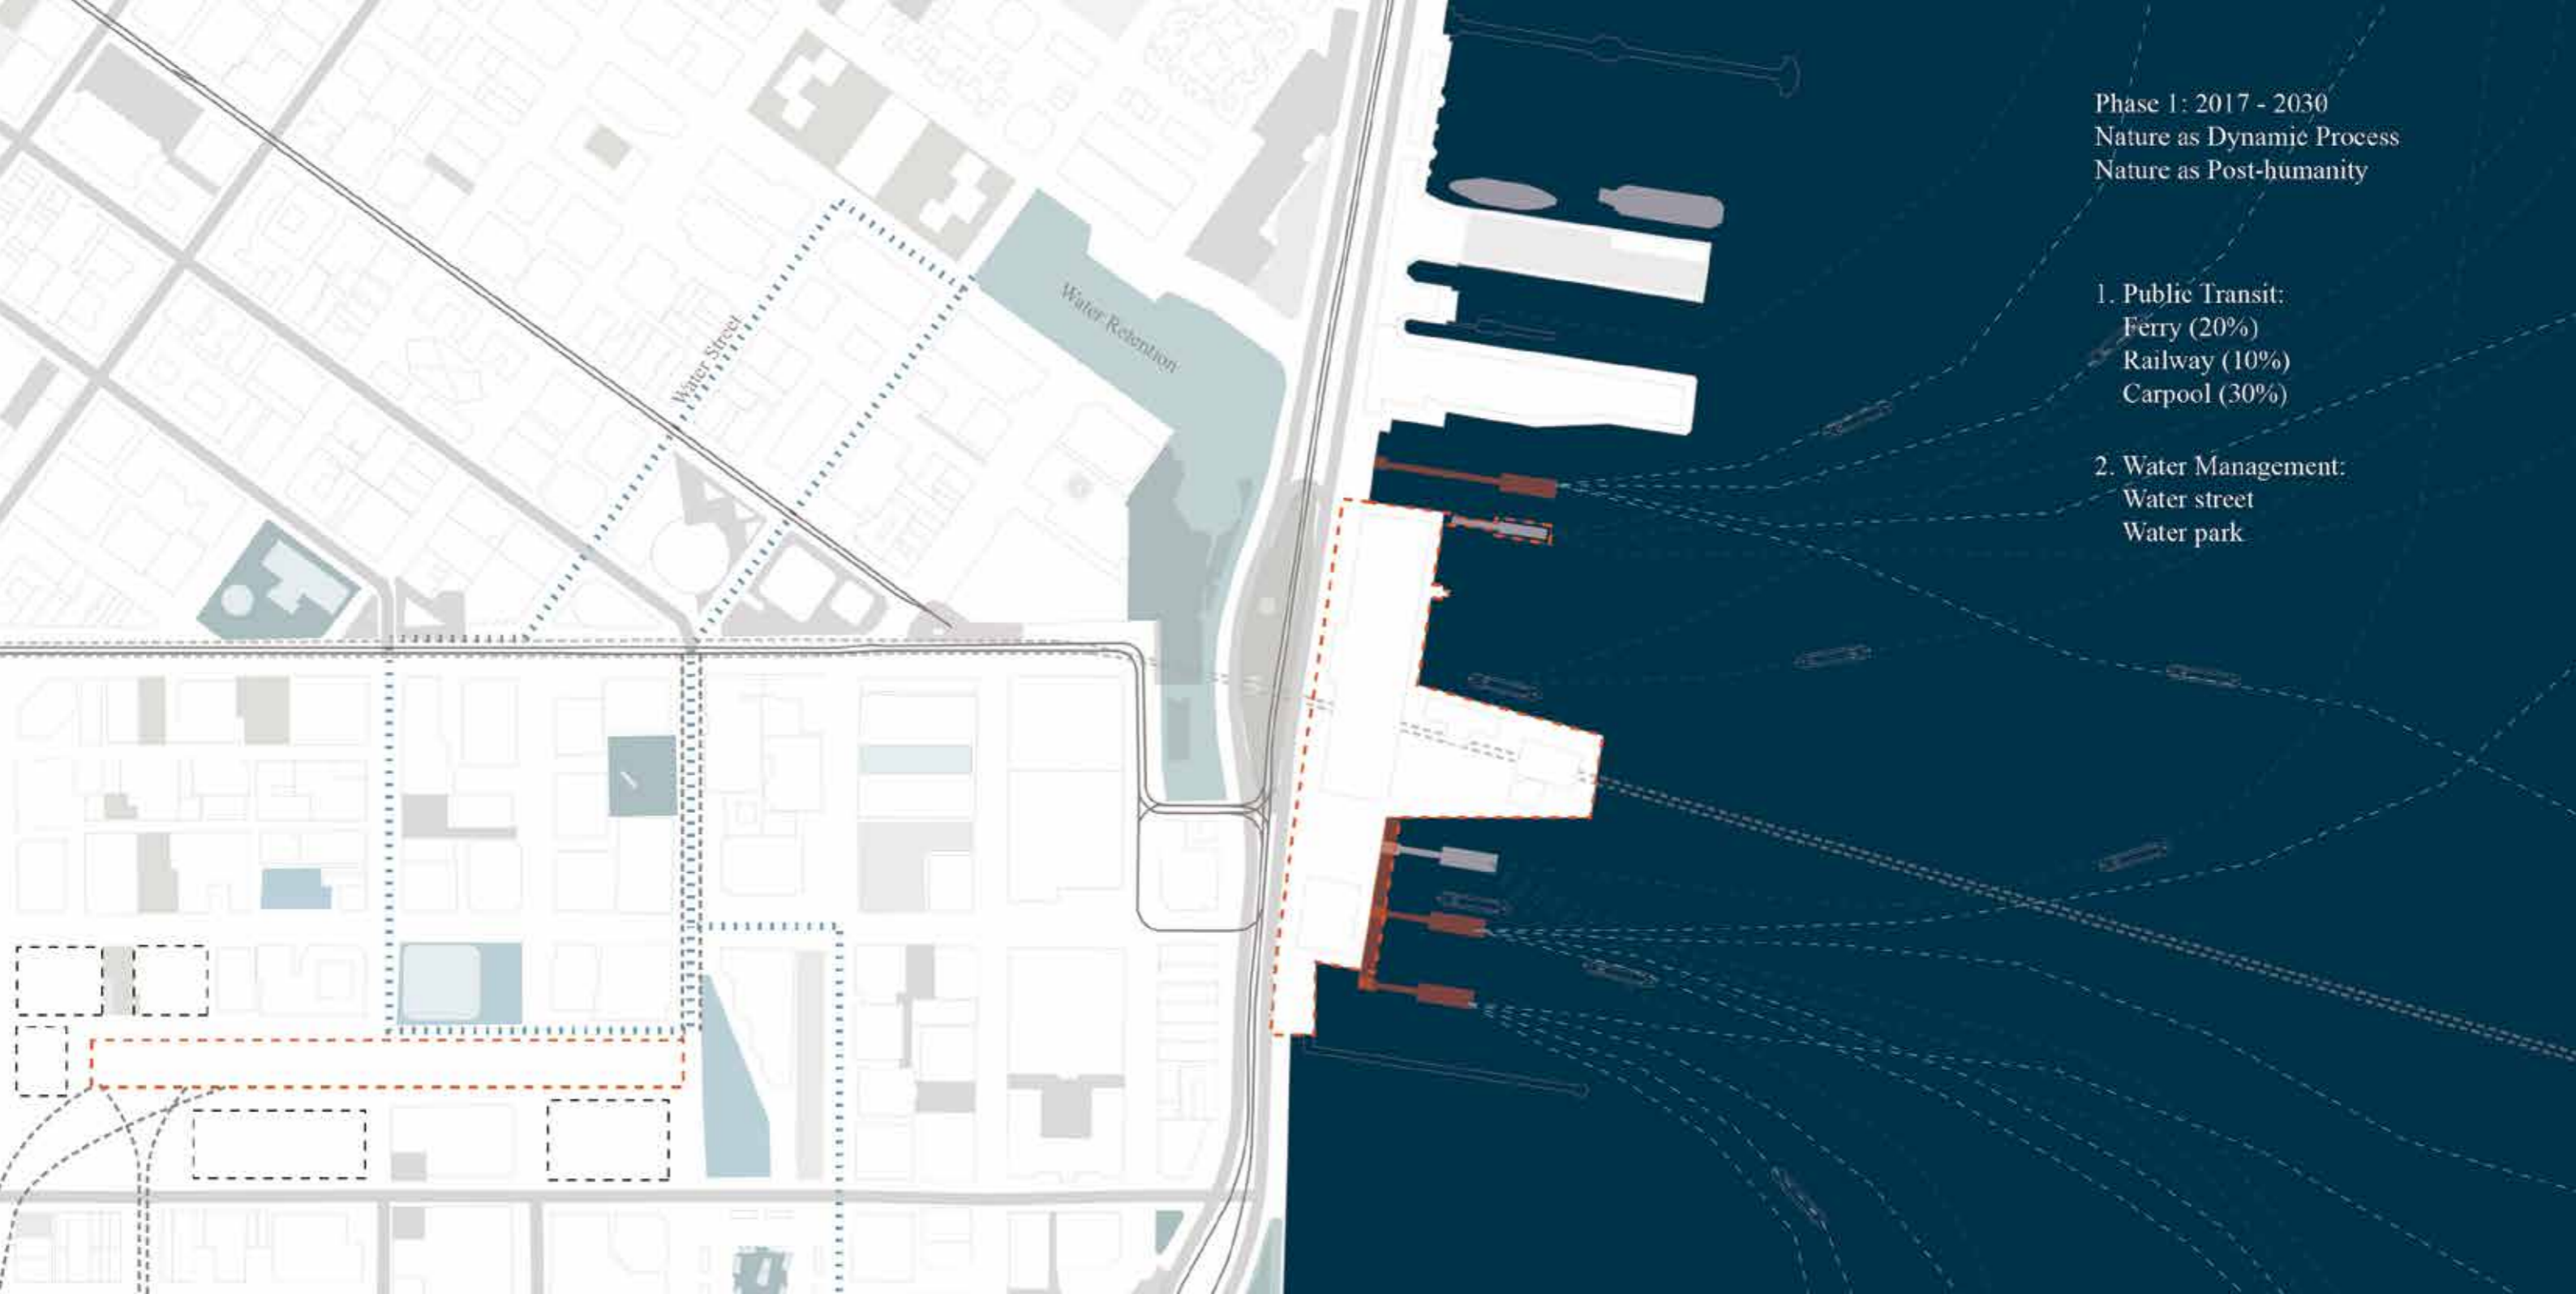 Phase 1: 2017 - 2030
Nature as Dynamic Process
Nature as Post-humanity
1. Public Transit:
Ferry (20%)
Railway (10%)
Carpool (30%)
2. Water Management:
Water street
Water park
Water Street
Water Retention